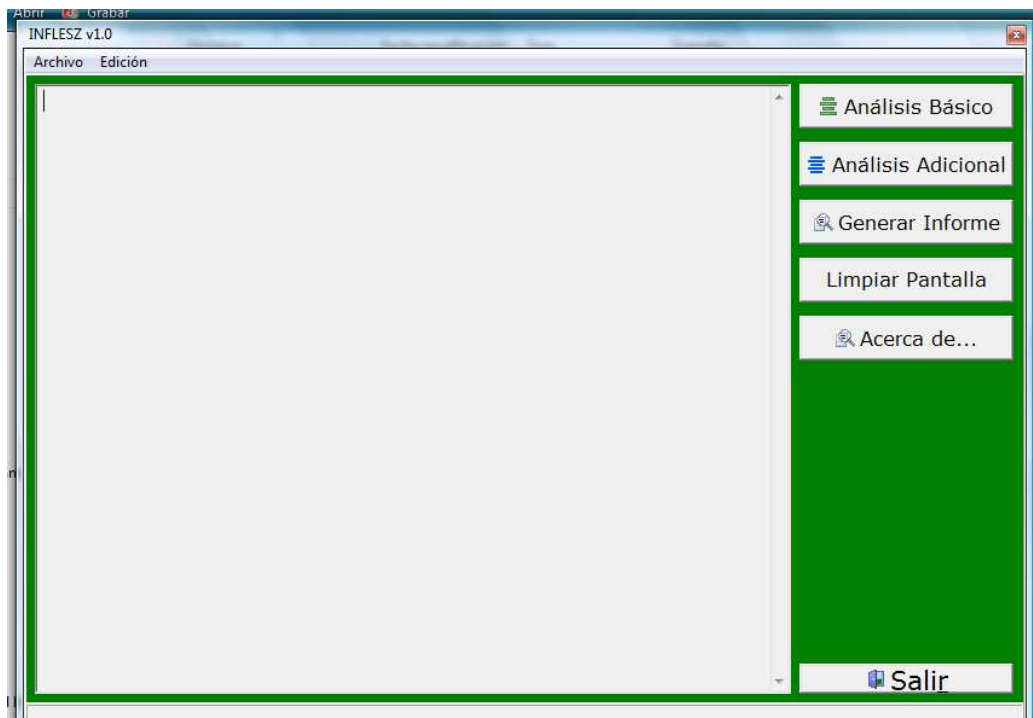 Abrir Grabar
INFLESZ v1.0
Archivo Edición
Análisis Básico
Análisis Adicional
Generar Informe
Limpiar Pantalla
Acerca de...
Salir